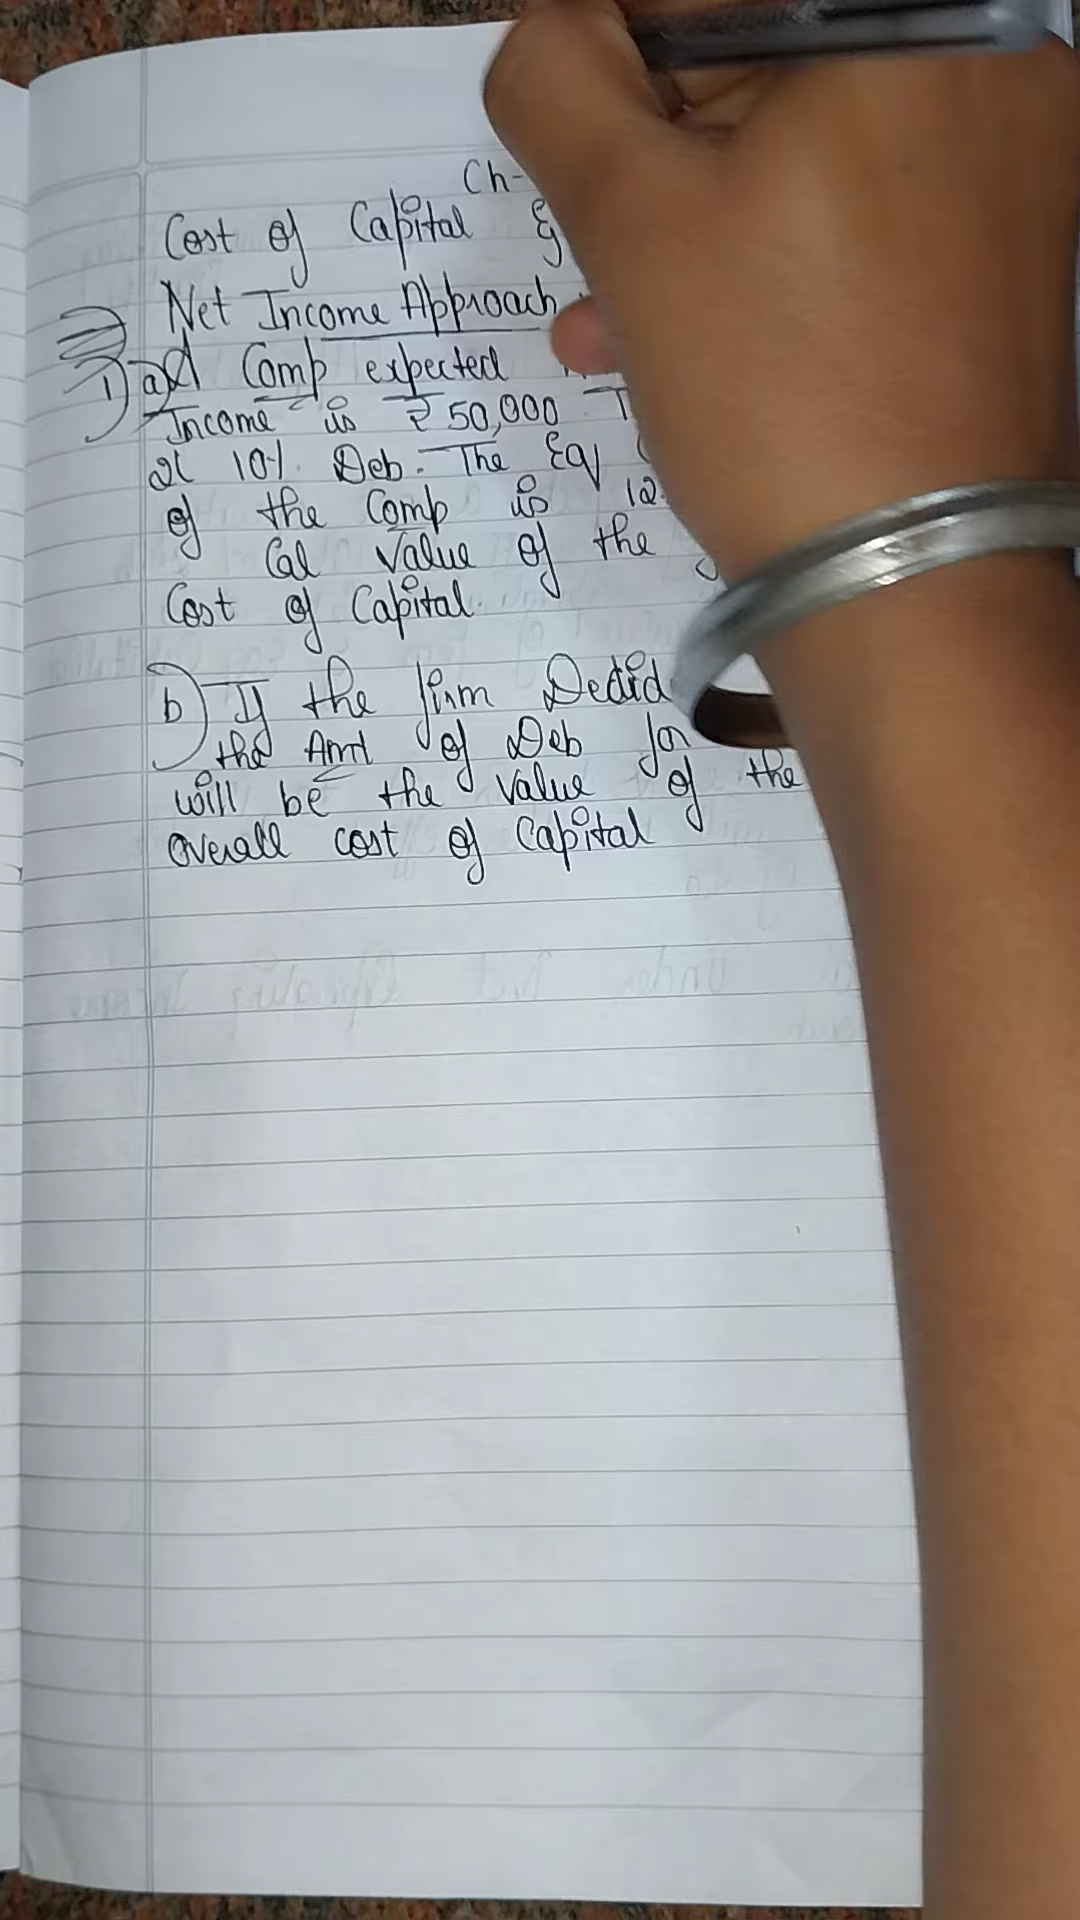 Ch-
Cost of Capital &
Net Income Approach
1) a) A Comp expected
Income is ₹ 50,000
at 10% Deb. The Eq
of the Comp is 12
Cal Value of the
Cost of Capital.
b) If the firm
the Amt of Deb for
will be the value of the
overall cost of Capital